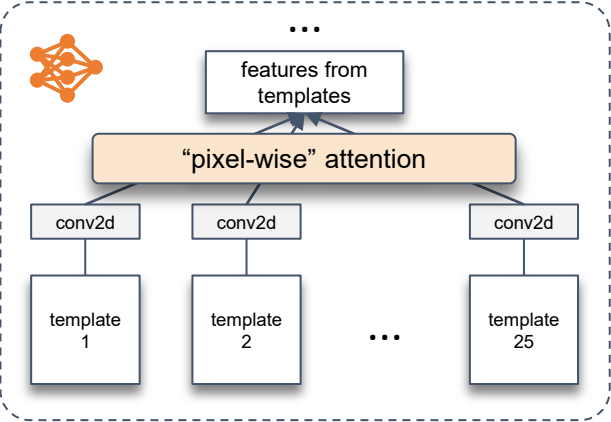 ...
features from
templates
“pixel-wise” attention
conv2d
conv2d
conv2d
template
1
template
2
...
template
25